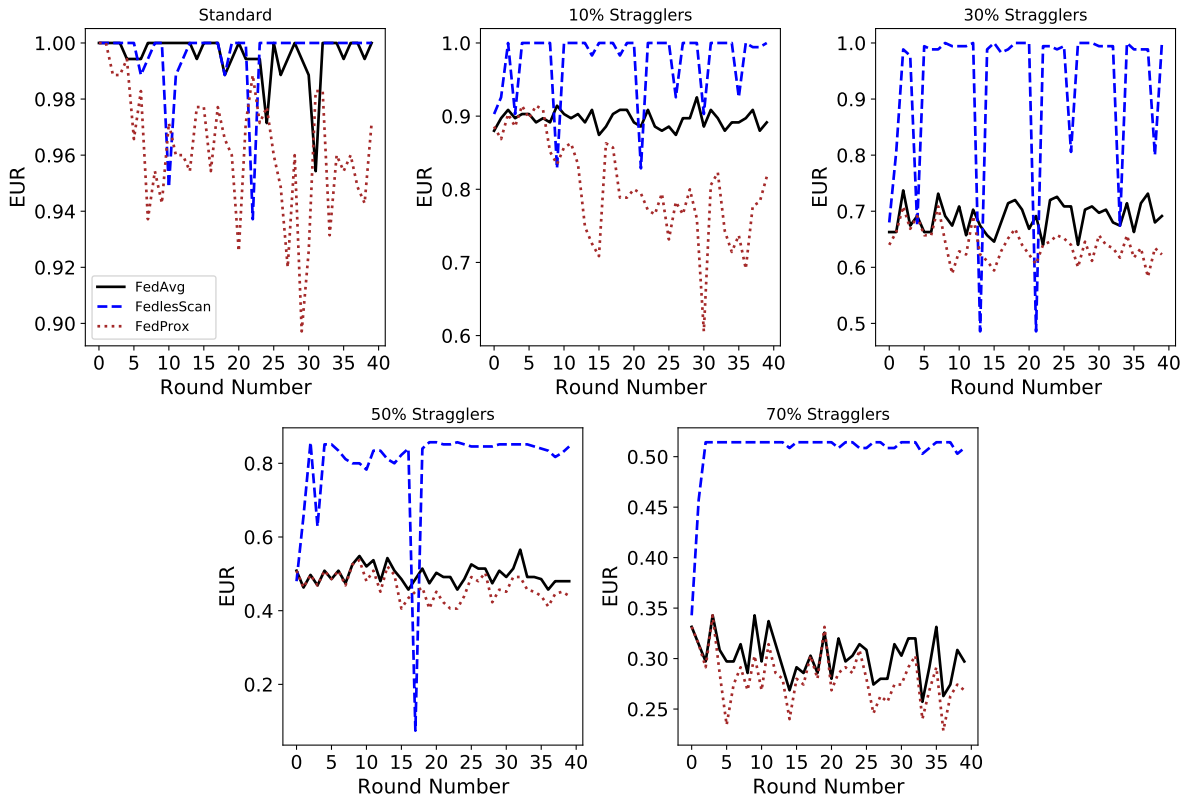 Standard
10% Stragglers
30% Stragglers
EUR
1.00
0.98
0.96
0.94
0.92
0.90
FedAvg
FedlesScan
FedProx
0 5 10 15 20 25 30 35 40
Round Number
EUR
1.0
0.9
0.8
0.7
0.6
0 5 10 15 20 25 30 35 40
Round Number
EUR
1.0
0.9
0.8
0.7
0.6
0.5
0 5 10 15 20 25 30 35 40
Round Number
50% Stragglers
70% Stragglers
EUR
0.8
0.6
0.4
0.2
0 5 10 15 20 25 30 35 40
Round Number
EUR
0.50
0.45
0.40
0.35
0.30
0.25
0 5 10 15 20 25 30 35 40
Round Number